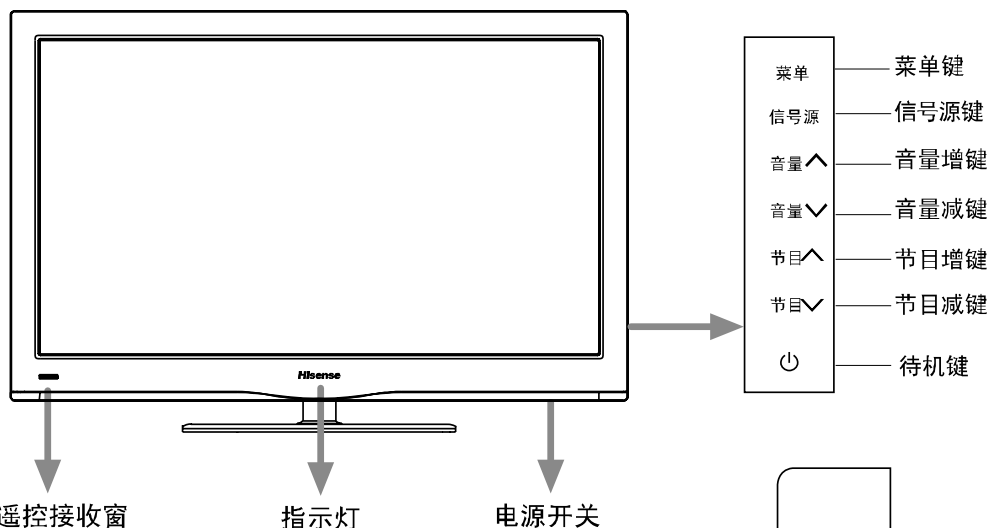 菜单 菜单键
信号源 信号源键
音量 音量增键
音量 音量减键
节目 节目增键
节目 节目减键
待机键
Hisense
遥控接收窗 指示灯 电源开关